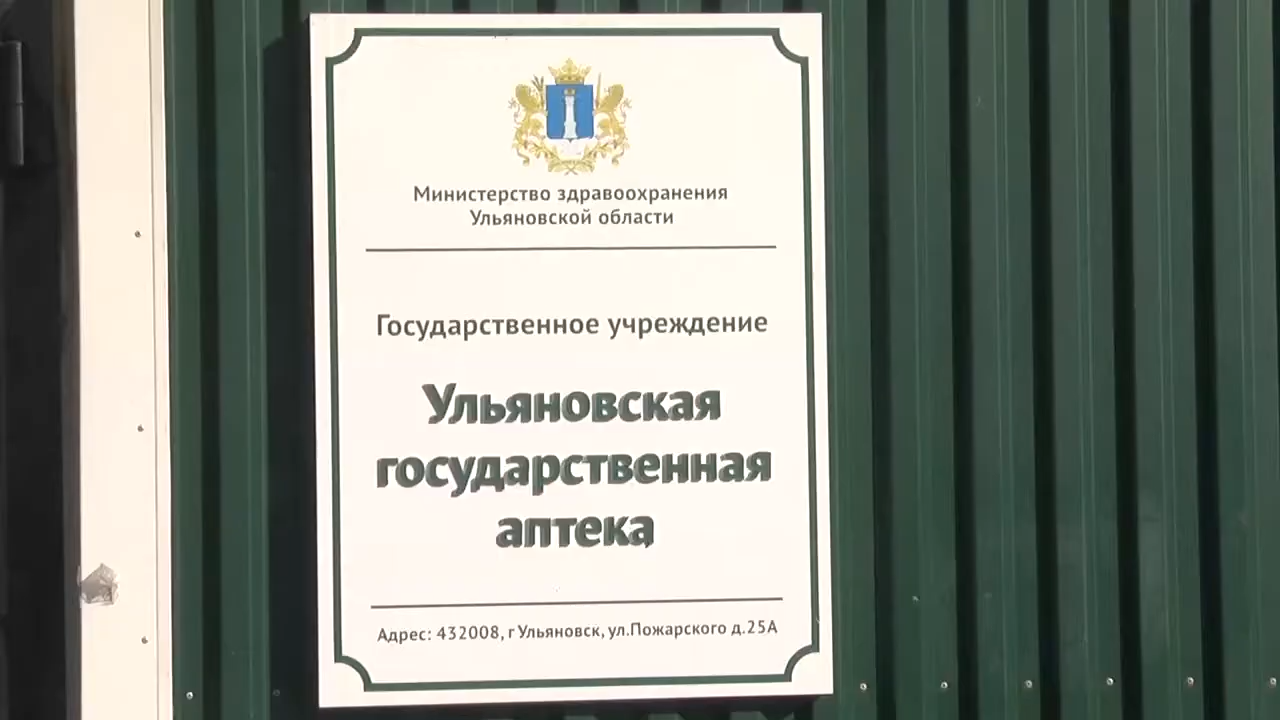 Министерство здравоохранения
Ульяновской области
Государственное учреждение
Ульяновская
государственная
аптека
Адрес: 432008, г Ульяновск, ул.Пожарского д.25А